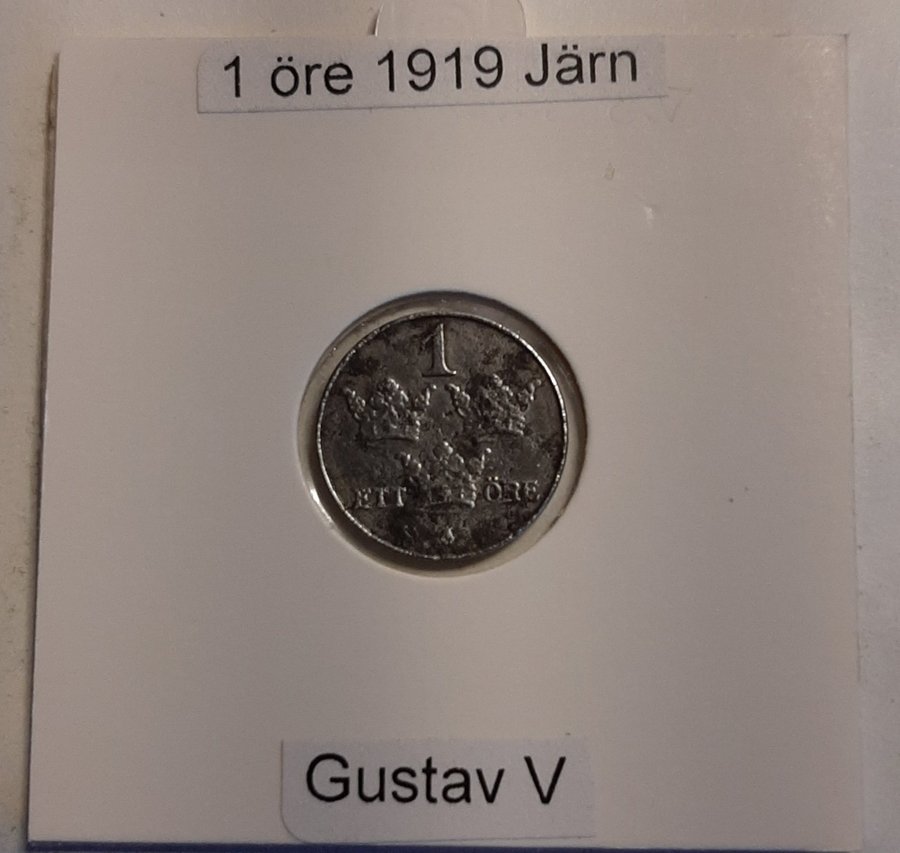 1 öre 1919 Järn
1
ETT ÖRE
Gustav V